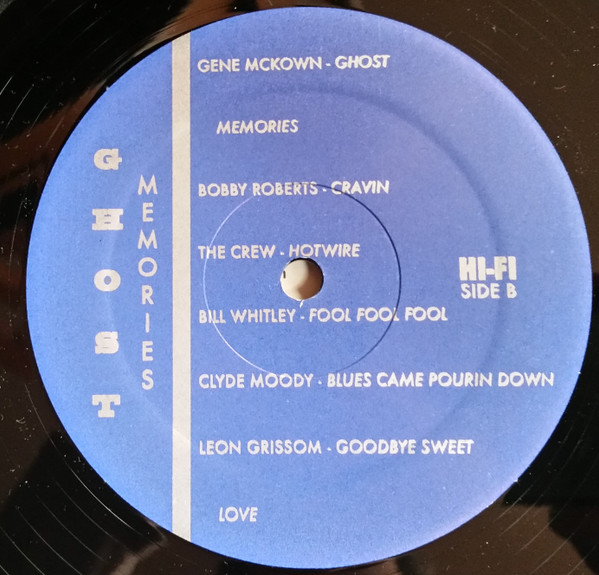 GHOST
MEMORIES
GENE MCKOWN - GHOST
MEMORIES
BOBBY ROBERTS - CRAVIN
THE CREW - HOTWIRE
BILL WHITLEY - FOOL FOOL FOOL
CLYDE MOODY - BLUES CAME POURIN DOWN
LEON GRISSOM - GOODBYE SWEET
LOVE
HI-FI
SIDE B